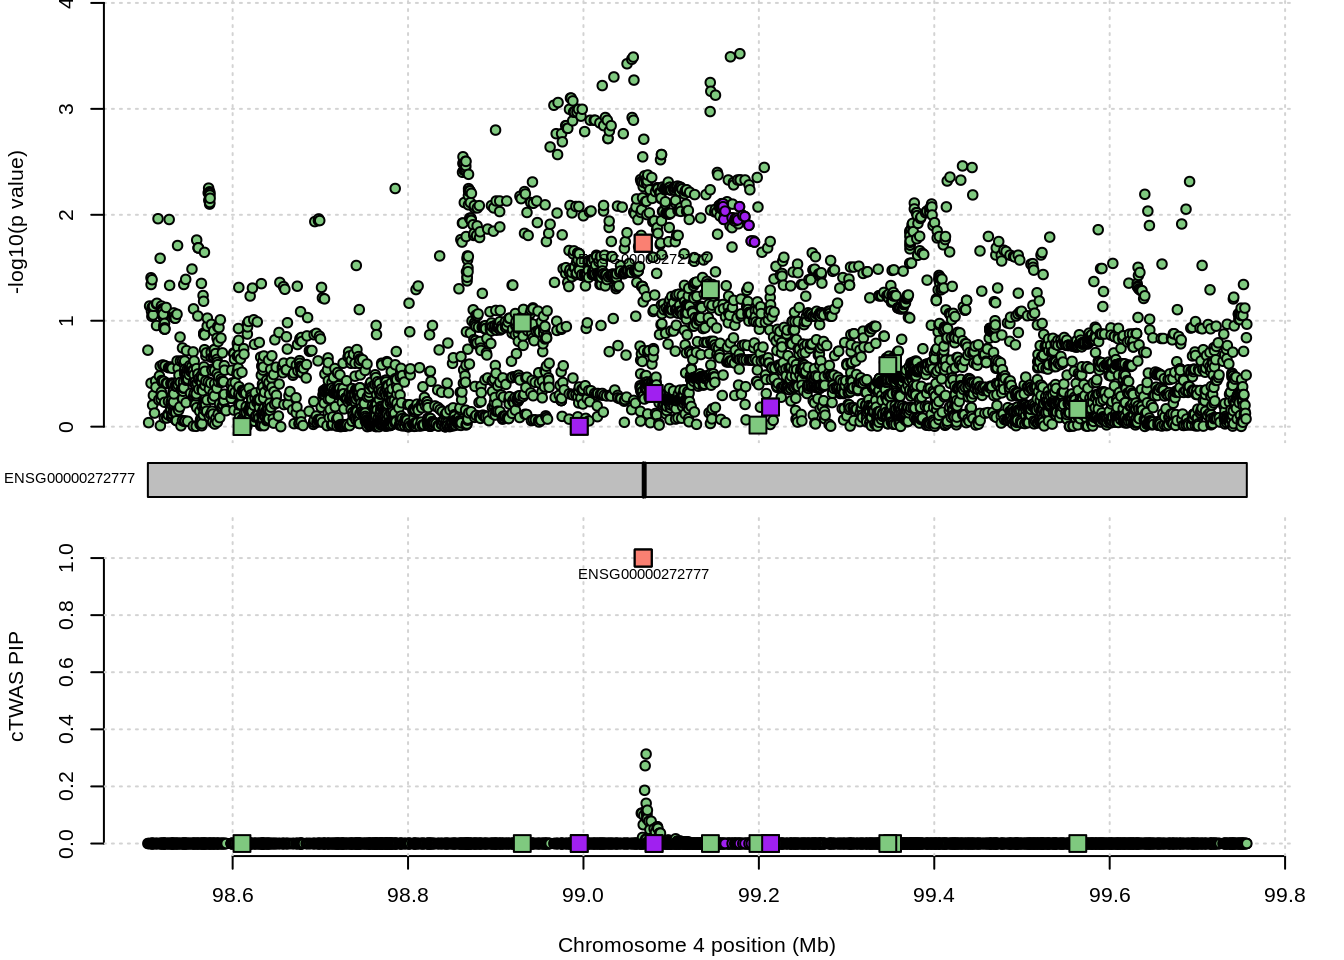 4
3
2
1
0
-log10(p value)
ENSG00000272777
ENSG00000272777
1.0
0.8
0.6
0.4
0.2
0.0
cTWAS PIP
ENSG00000272777
98.6 98.8 99.0 99.2 99.4 99.6 99.8
Chromosome 4 position (Mb)